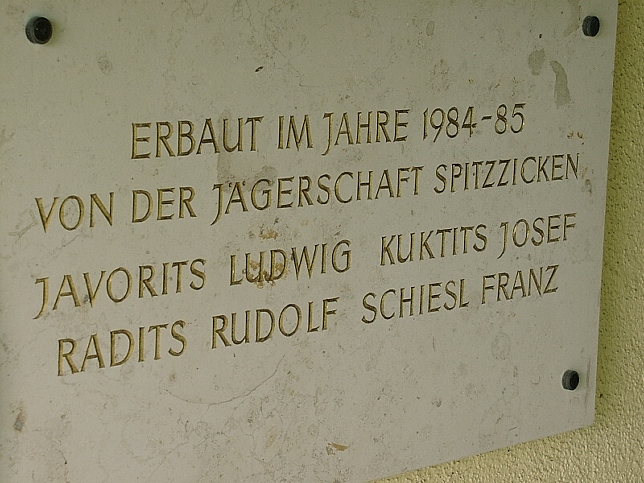 ERBAUT IM JAHRE 1984-85
VON DER JÄGERSCHAFT SPITZZICKEN
JAVORITS LUDWIG KUKTITS JOSEF
RADITS RUDOLF SCHIESL FRANZ